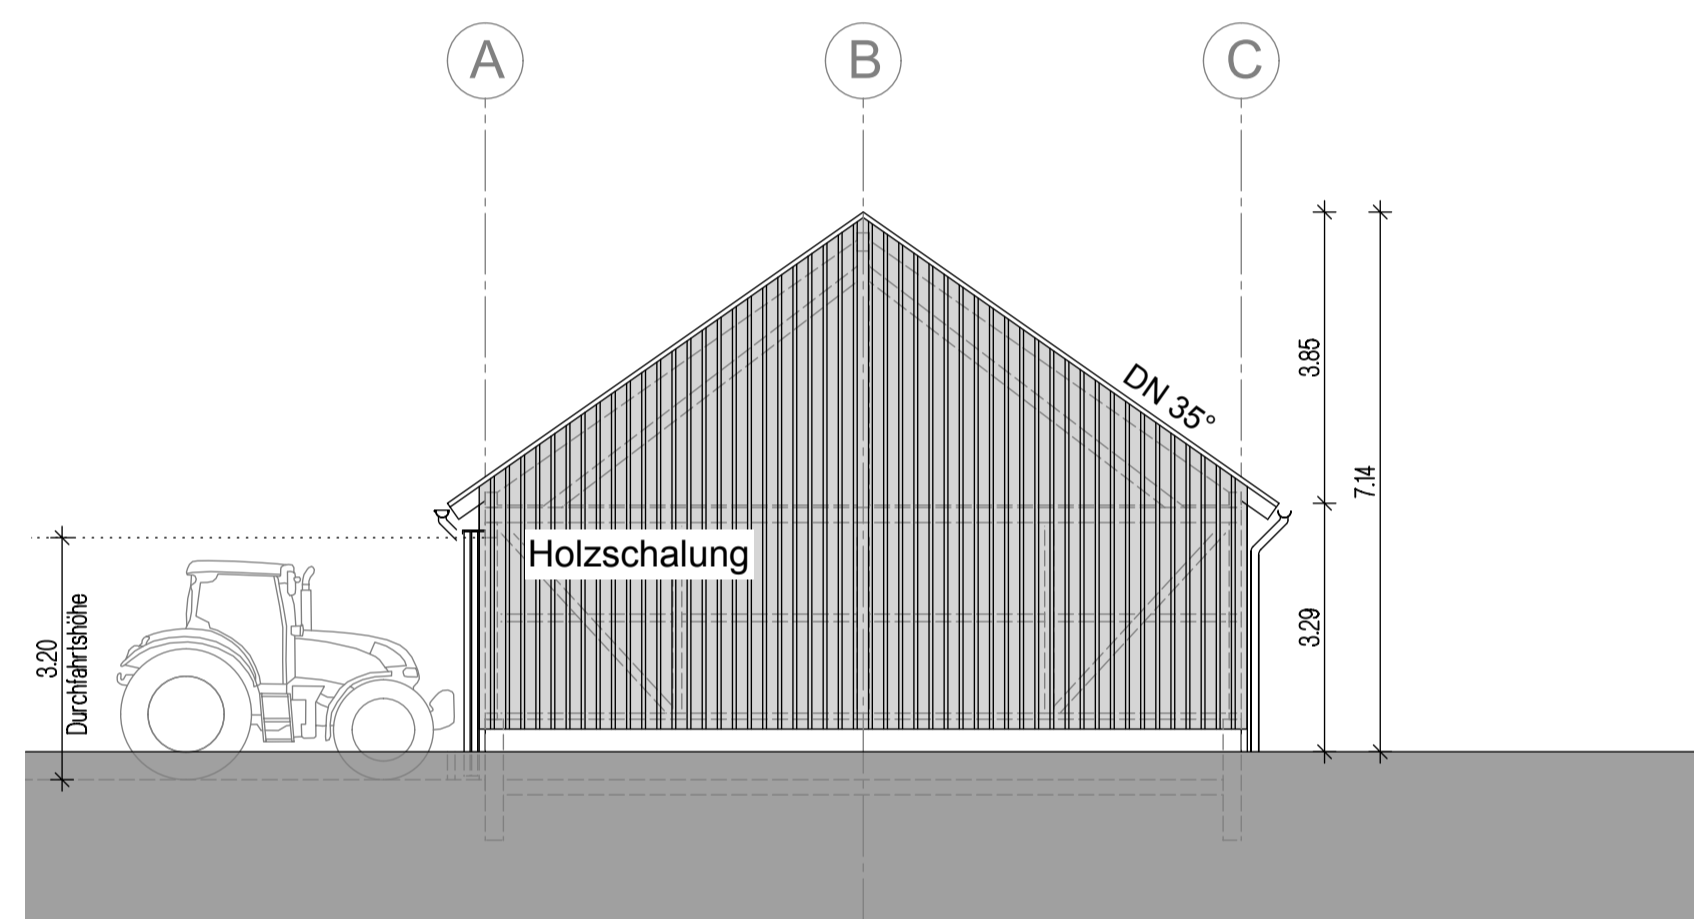 A
B
C
DN 35°
3.85
7.14
Holzschalung
3.20
Durchfahrtshöhe
3.29